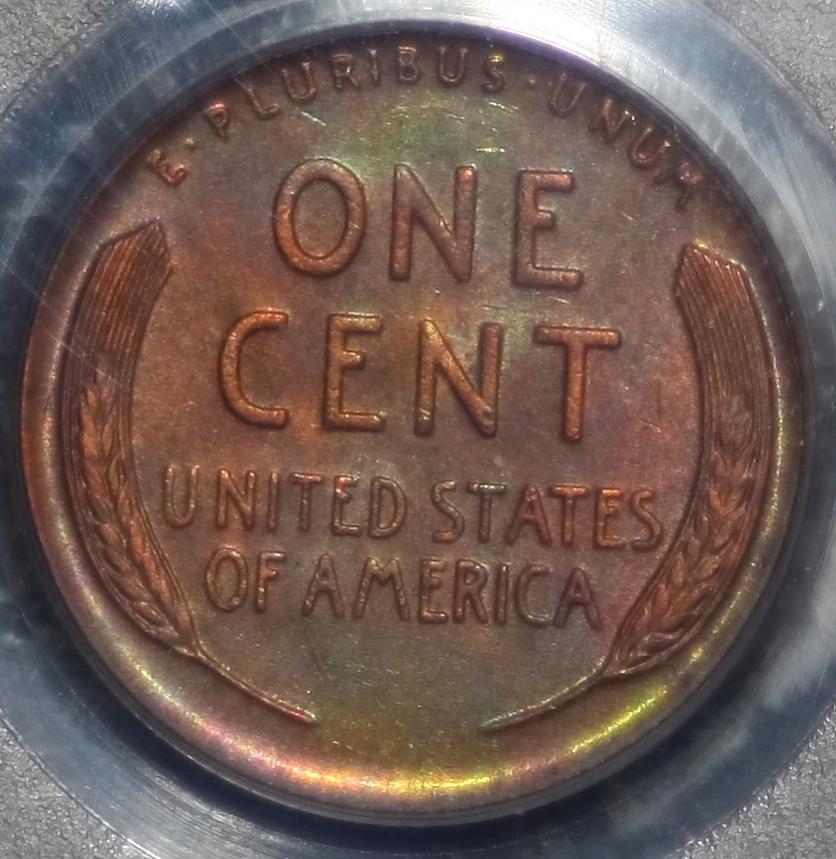 E·PLURIBUS·UNUM
ONE
CENT
UNITED STATES
OF AMERICA